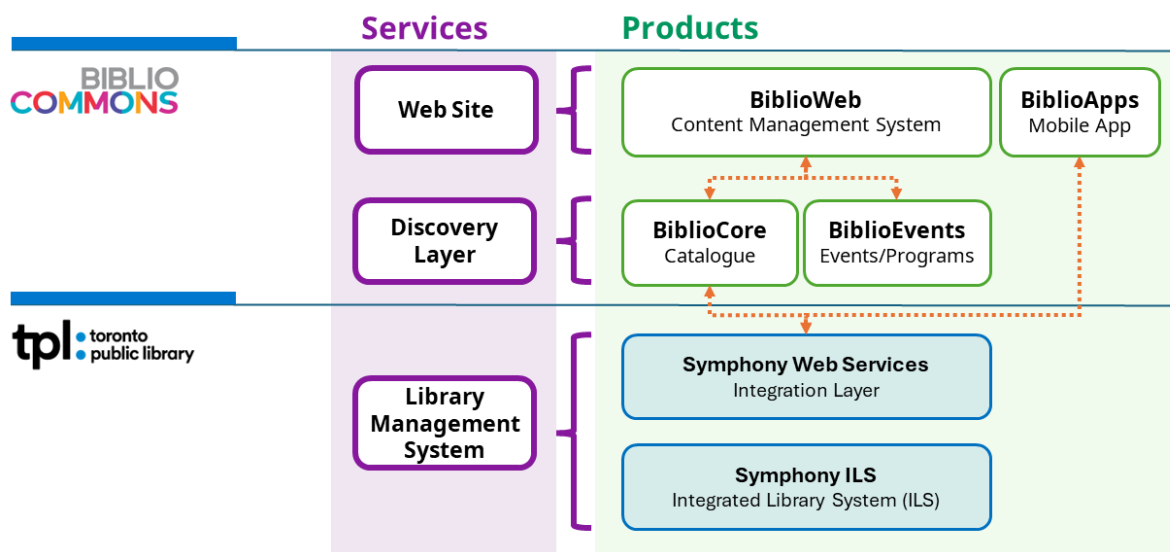 Services
Products
BIBLIO
COMMONS
Web Site
BiblioWeb
Content Management System
BiblioApps
Mobile App
Discovery
Layer
BiblioCore
Catalogue
BiblioEvents
Events/Programs
tpl:
toronto
public library
Library
Management
System
Symphony Web Services
Integration Layer
Symphony ILS
Integrated Library System (ILS)